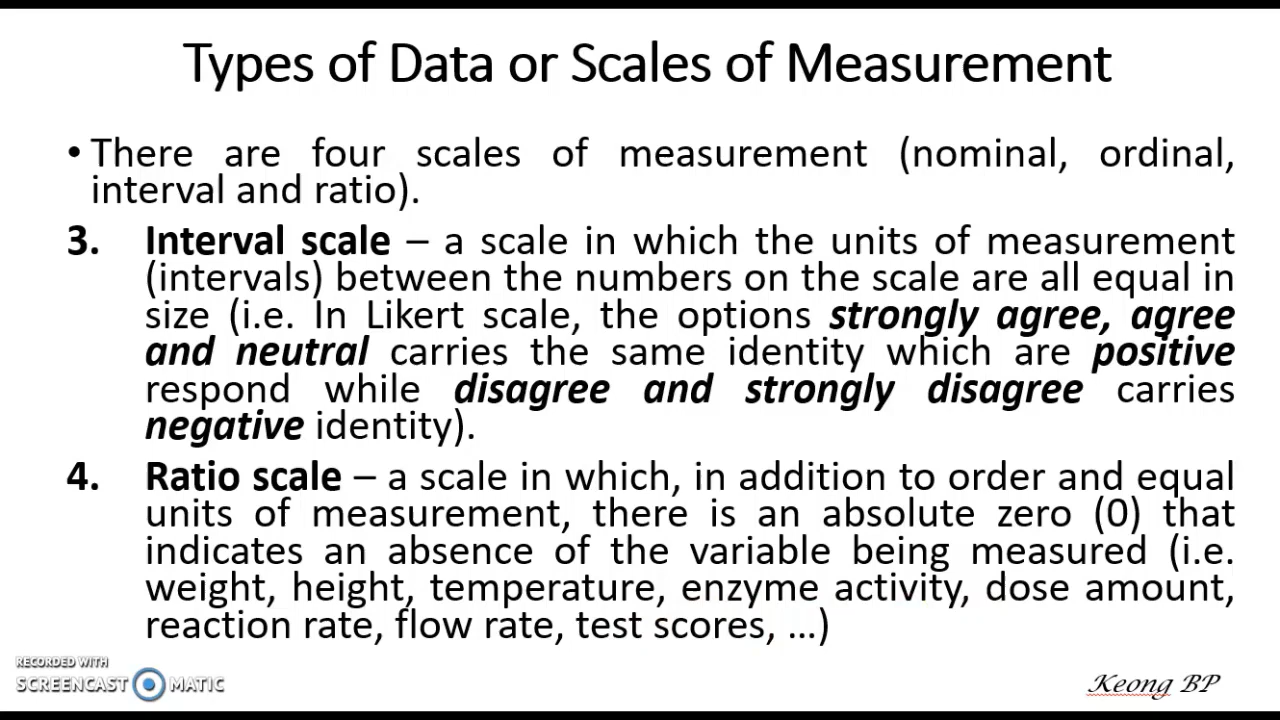 Types of Data or Scales of Measurement
• There are four scales of measurement (nominal, ordinal,
interval and ratio).
3. Interval scale – a scale in which the units of measurement
(intervals) between the numbers on the scale are all equal in
size (i.e. In Likert scale, the options strongly agree, agree
and neutral carries the same identity which are positive
respond while disagree and strongly disagree carries
negative identity).
4. Ratio scale – a scale in which, in addition to order and equal
units of measurement, there is an absolute zero (0) that
indicates an absence of the variable being measured (i.e.
weight, height, temperature, enzyme activity, dose amount,
reaction rate, flow rate, test scores, ...)
RECORDED WITH
SCREENCAST MATIC
Keong BP